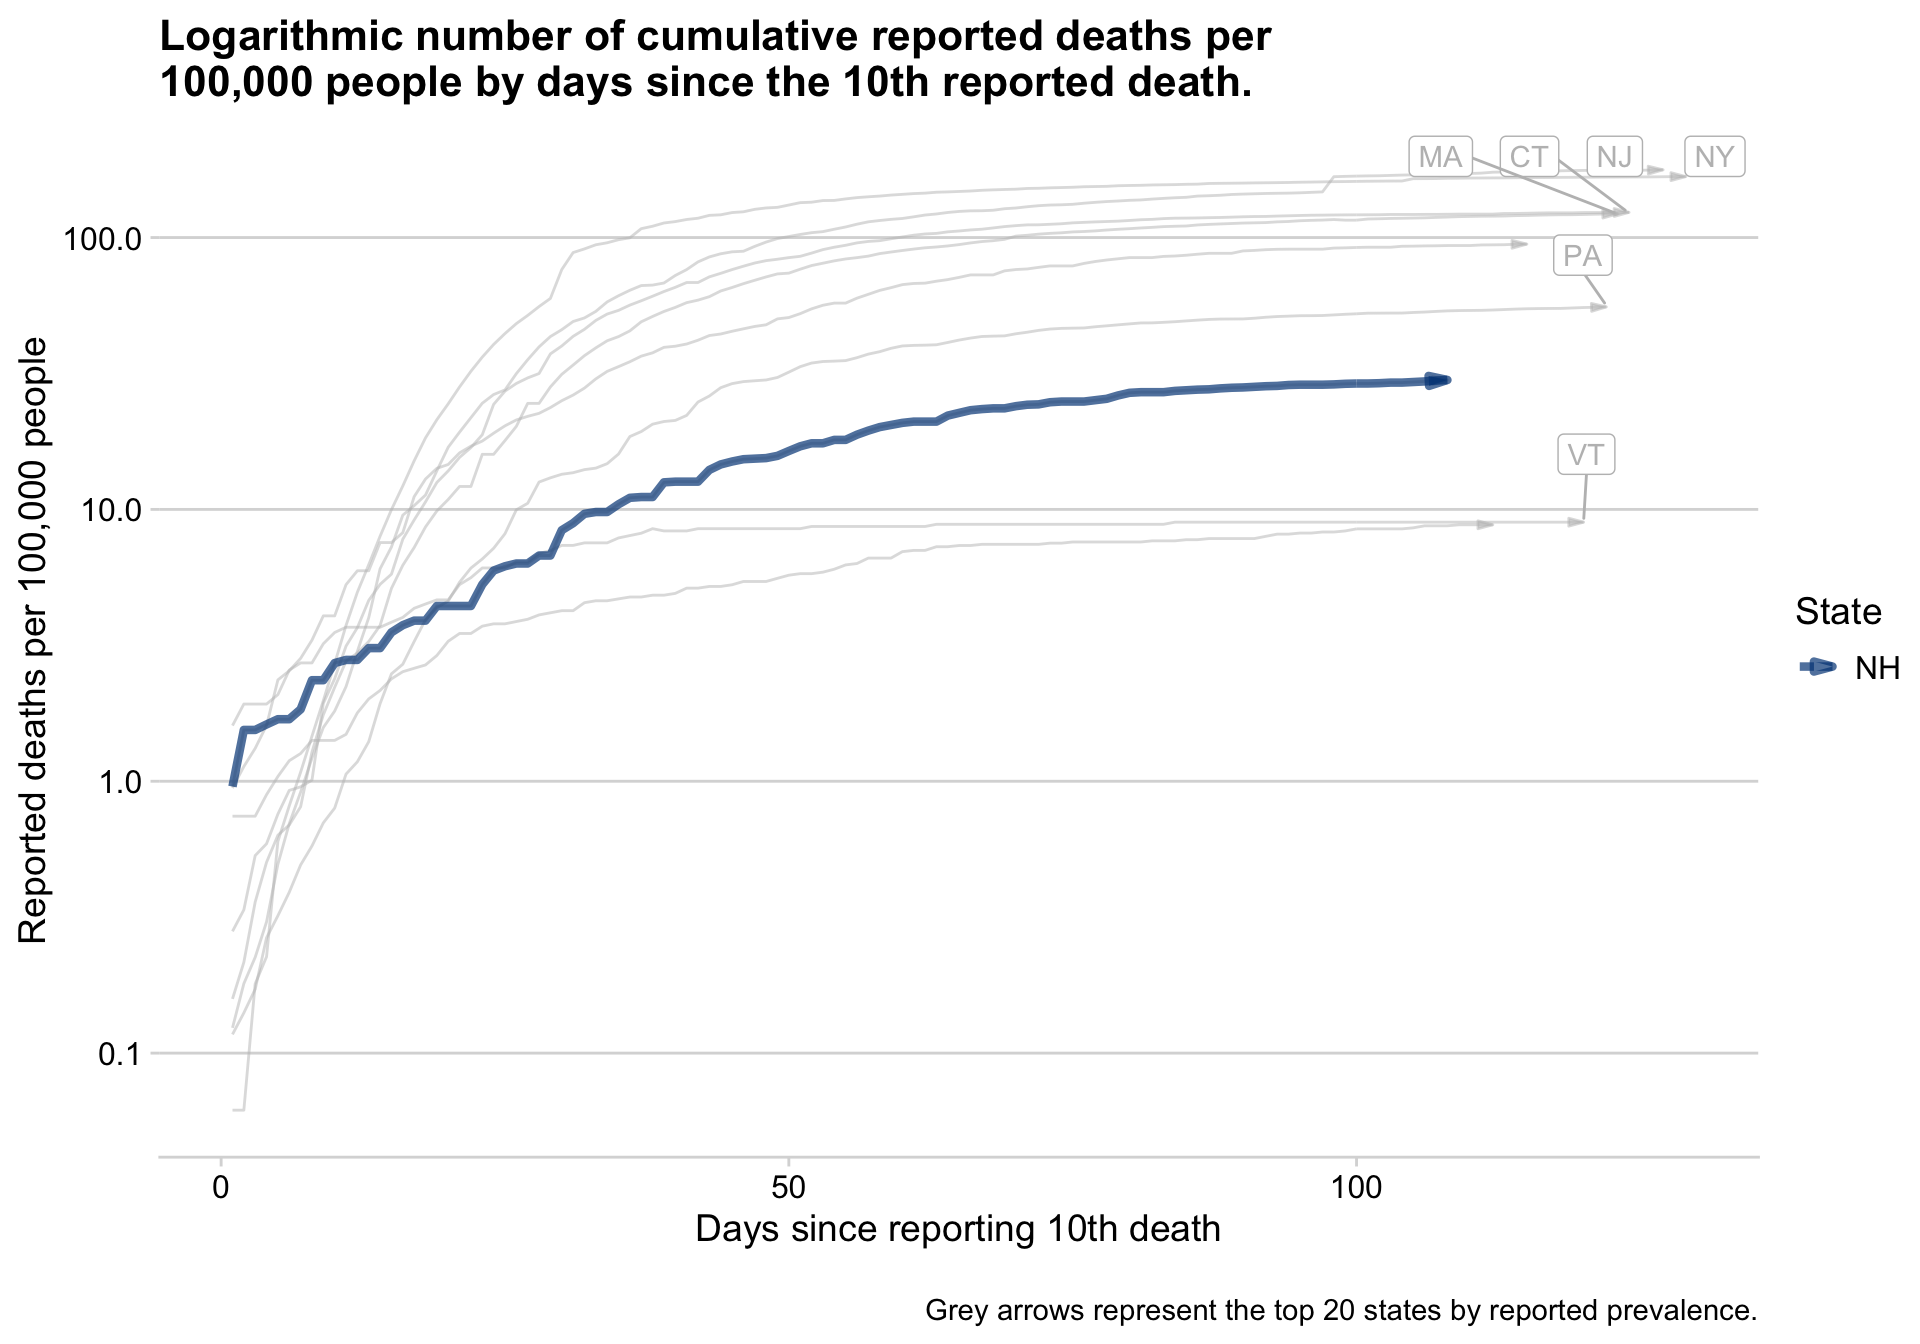 Logarithmic number of cumulative reported deaths per
100,000 people by days since the 10th reported death.
MA CT NJ NY
100.0
PA
VT
10.0
1.0
0.1
Reported deaths per 100,000 people
State
NH
0 50 100
Days since reporting 10th death
Grey arrows represent the top 20 states by reported prevalence.